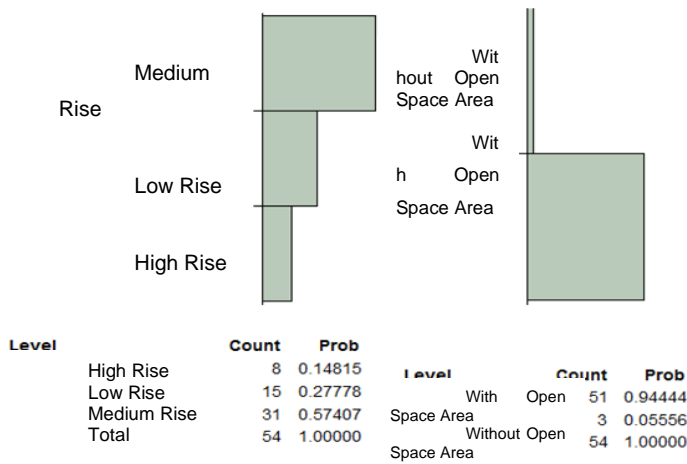 Medium
Rise
Low Rise
High Rise
Wit
hout Open
Space Area
Wit
h Open
Space Area
Level Count Prob
High Rise 8 0.14815
Low Rise 15 0.27778
Medium Rise 31 0.57407
Total 54 1.00000
Level Count Prob
With Open 51 0.94444
Space Area 3 0.05556
Without Open 54 1.00000
Space Area